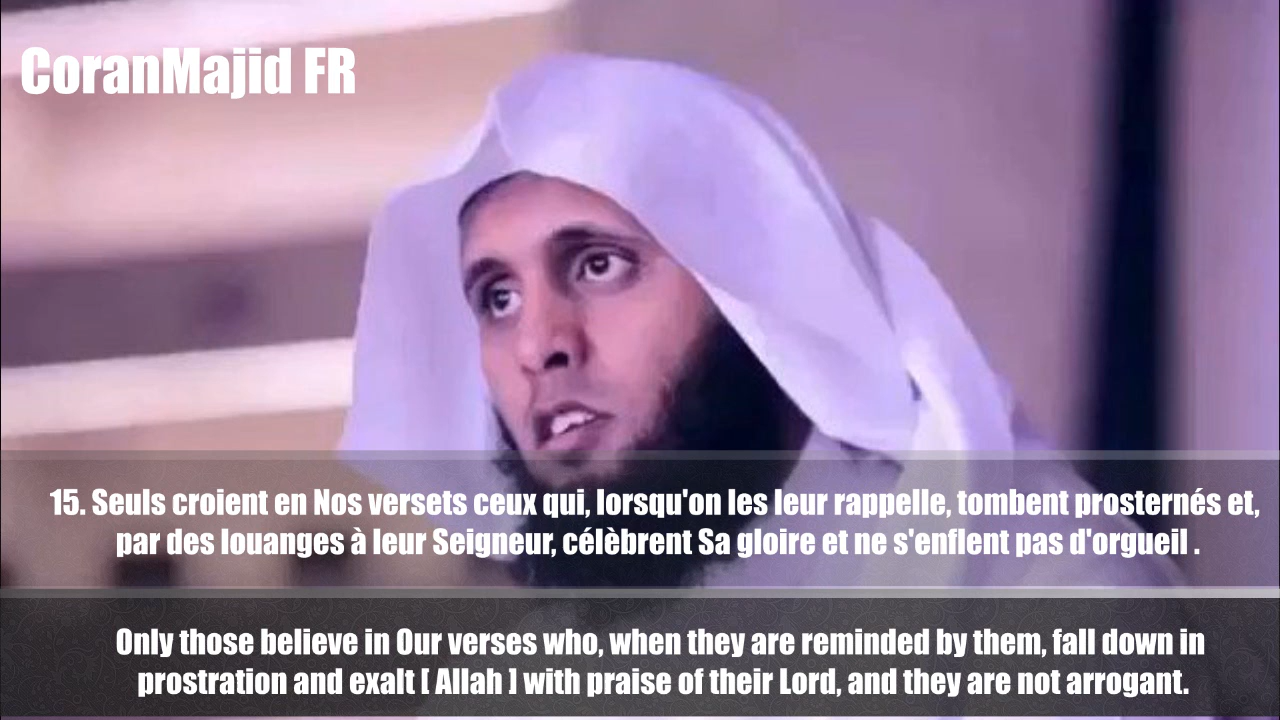 CoranMajid FR
15. Seuls croient en Nos versets ceux qui, lorsqu'on les leur rappelle, tombent prosternés et,
par des louanges à leur Seigneur, célèbrent Sa gloire et ne s'enflent pas d'orgueil .
Only those believe in Our verses who, when they are reminded by them, fall down in
prostration and exalt [ Allah ] with praise of their Lord, and they are not arrogant.